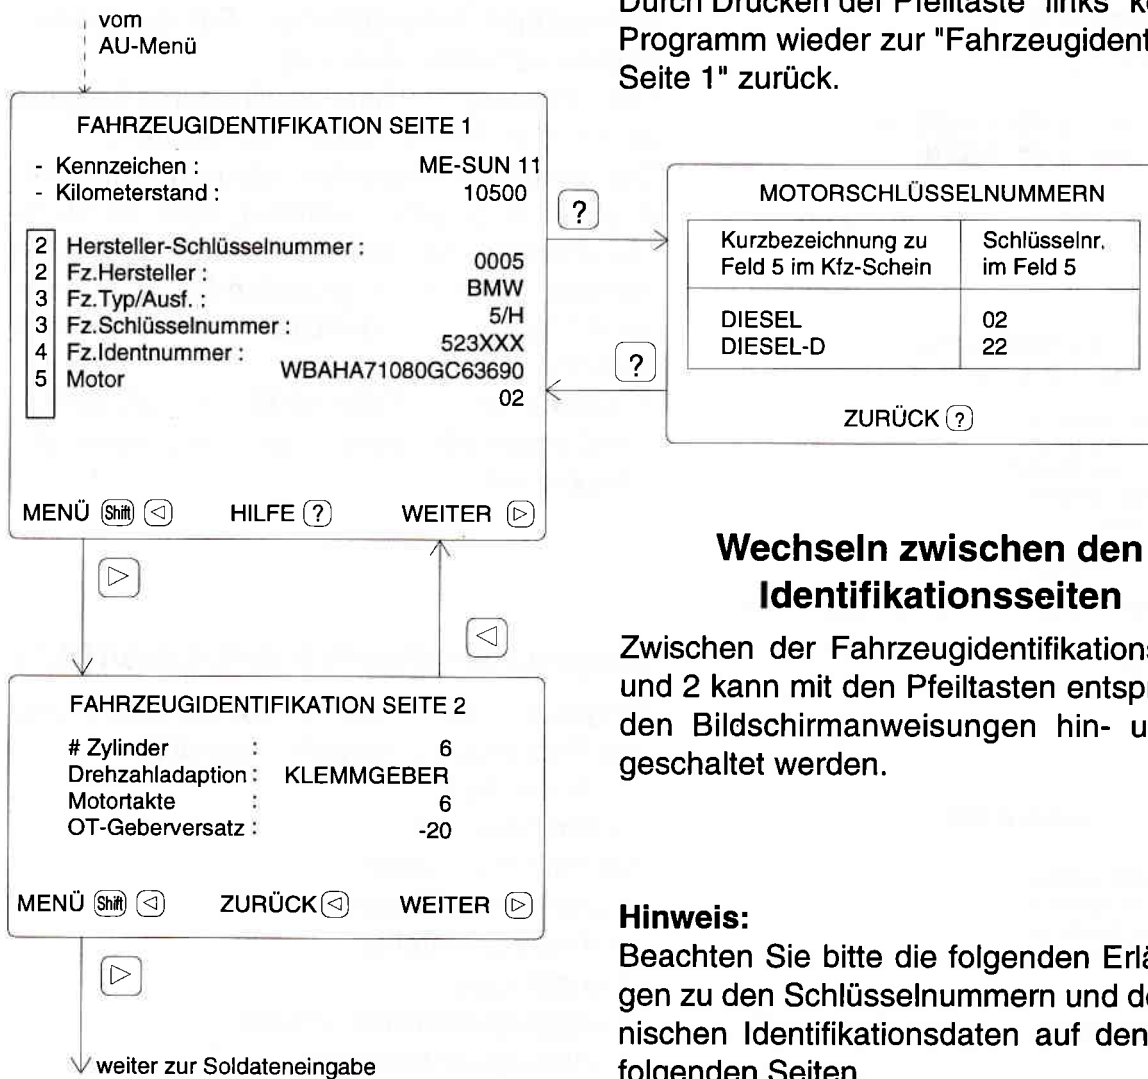 vom
AU-Menü
FAHRZEUGIDENTIFIKATION SEITE 1
- Kennzeichen : ME-SUN 11
- Kilometerstand : 10500
2 Hersteller-Schlüsselnummer : 0005
2 Fz.Hersteller : BMW
3 Fz.Typ/Ausf. : 5/H
3 Fz.Schlüsselnummer : 523XXX
4 Fz.Identnummer : WBAHA71080GC63690
5 Motor 02
MENÜ Shift ◁ HILFE ? WEITER ▷
?
?
▷
◁
FAHRZEUGIDENTIFIKATION SEITE 2
# Zylinder : 6
Drehzahladaption : KLEMMGEBER
Motortakte : 6
OT-Geberversatz : -20
MENÜ Shift ◁ ZURÜCK ◁ WEITER ▷
▷
weiter zur Soldateneingabe
Durch Drücken der Pfeiltaste "links" k
Programm wieder zur "Fahrzeugident
Seite 1" zurück.
MOTORSCHLÜSSELNUMMERN
Kurzbezeichnung zu Schlüsselnr.
Feld 5 im Kfz-Schein im Feld 5
DIESEL 02
DIESEL-D 22
ZURÜCK ?
Wechseln zwischen den
Identifikationsseiten
Zwischen der Fahrzeugidentifikations
und 2 kann mit den Pfeiltasten entsp
den Bildschirmanweisungen hin- u
geschaltet werden.
Hinweis:
Beachten Sie bitte die folgenden Erlä
gen zu den Schlüsselnummern und d
nischen Identifikationsdaten auf den
folgenden Seiten